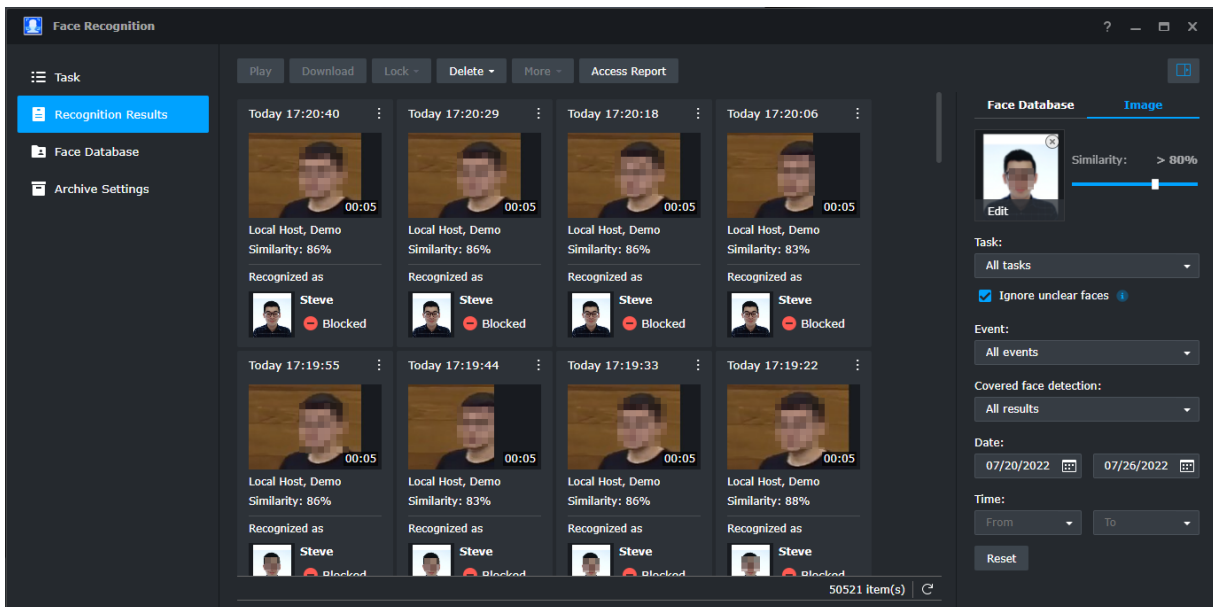 Face Recognition
?
Task
Recognition Results
Face Database
Archive Settings
Play Download Lock Delete More Access Report
Today 17:20:40 Today 17:20:29 Today 17:20:18 Today 17:20:06
00:05 00:05 00:05 00:05
Local Host, Demo Local Host, Demo Local Host, Demo Local Host, Demo
Similarity: 86% Similarity: 86% Similarity: 86% Similarity: 83%
Recognized as Recognized as Recognized as Recognized as
Steve Steve Steve Steve
Blocked Blocked Blocked Blocked
Today 17:19:55 Today 17:19:44 Today 17:19:33 Today 17:19:22
00:05 00:05 00:05 00:05
Local Host, Demo Local Host, Demo Local Host, Demo Local Host, Demo
Similarity: 86% Similarity: 83% Similarity: 86% Similarity: 88%
Recognized as Recognized as Recognized as Recognized as
Steve Steve Steve Steve
Blocked Blocked Blocked Blocked
50521 item(s)
Face Database Image
Similarity: > 80%
Edit
Task:
All tasks
Ignore unclear faces
Event:
All events
Covered face detection:
All results
Date:
07/20/2022 07/26/2022
Time:
From To
Reset